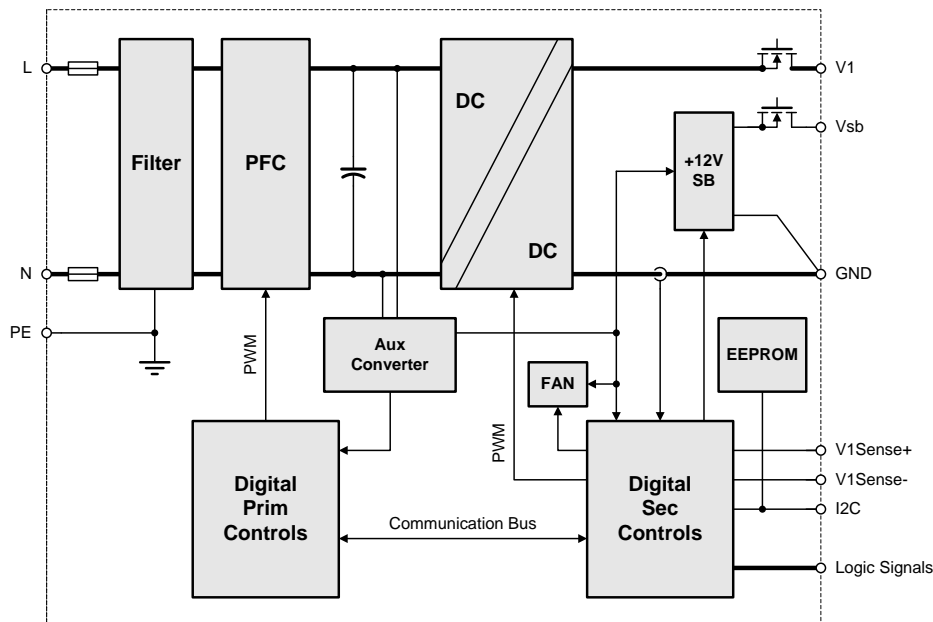 L
V1
DC
Vsb
Filter
PFC
+12V
SB
DC
N
GND
PE
PWM
Aux
Converter
EEPROM
FAN
PWM
V1Sense+
Digital
Prim
Controls
Digital
Sec
Controls
V1Sense-
I2C
Communication Bus
Logic Signals